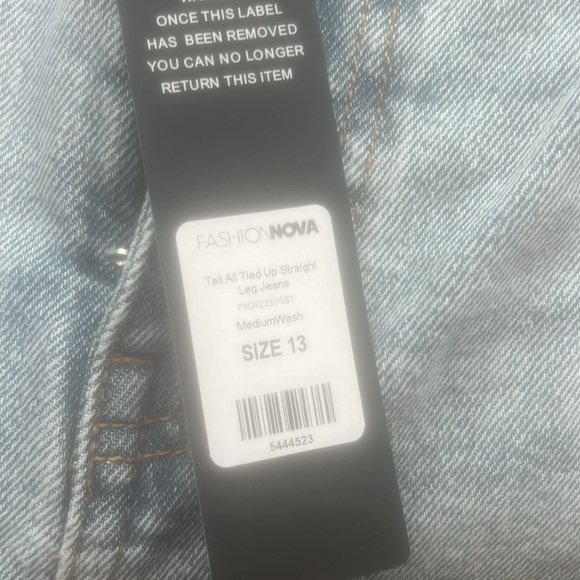 ONCE THIS LABEL
HAS BEEN REMOVED
YOU CAN NO LONGER
RETURN THIS ITEM
FASHIONNOVA
Tall All Tied Up Straight
Leg Jeans
MediumWash
SIZE 13
5444523